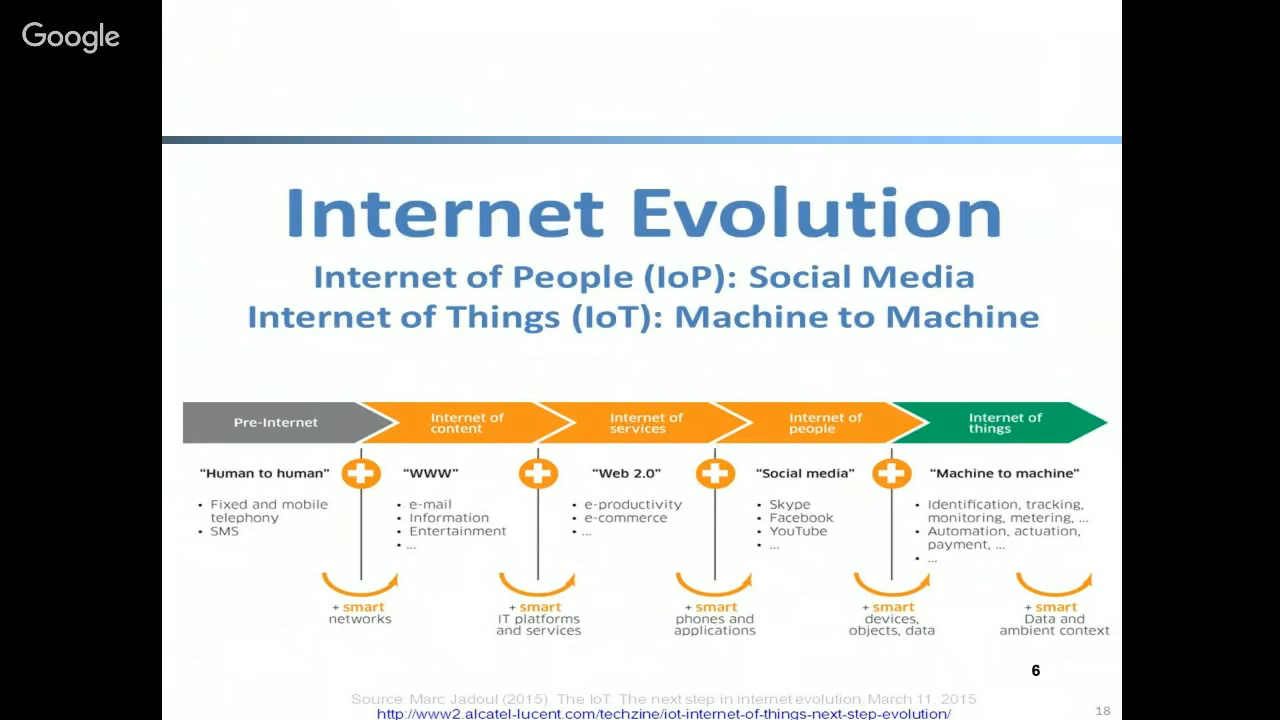 Google
Internet Evolution
Internet of People (IoP): Social Media
Internet of Things (IoT): Machine to Machine
Pre-Internet
Internet of
content
Internet of
services
Internet of
people
Internet of
things
“Human to human”
• Fixed and mobile
telephony
• SMS
“WWW”
• e-mail
• Information
• Entertainment
• ...
“Web 2.0”
• e-productivity
• e-commerce
• ...
“Social media”
• Skype
• Facebook
• YouTube
• ...
“Machine to machine”
• Identification, tracking,
monitoring, metering, ...
• Automation, actuation,
payment, ...
• ...
+ smart
networks
+ smart
IT platforms
and services
+ smart
phones and
applications
+ smart
devices,
objects, data
+ smart
Data and
ambient context
6
Source: Marc Jadoul (2015), The IoT: The next step in internet evolution, March 11, 2015
http://www2.alcatel-lucent.com/techzine/iot-internet-of-things-next-step-evolution/
18